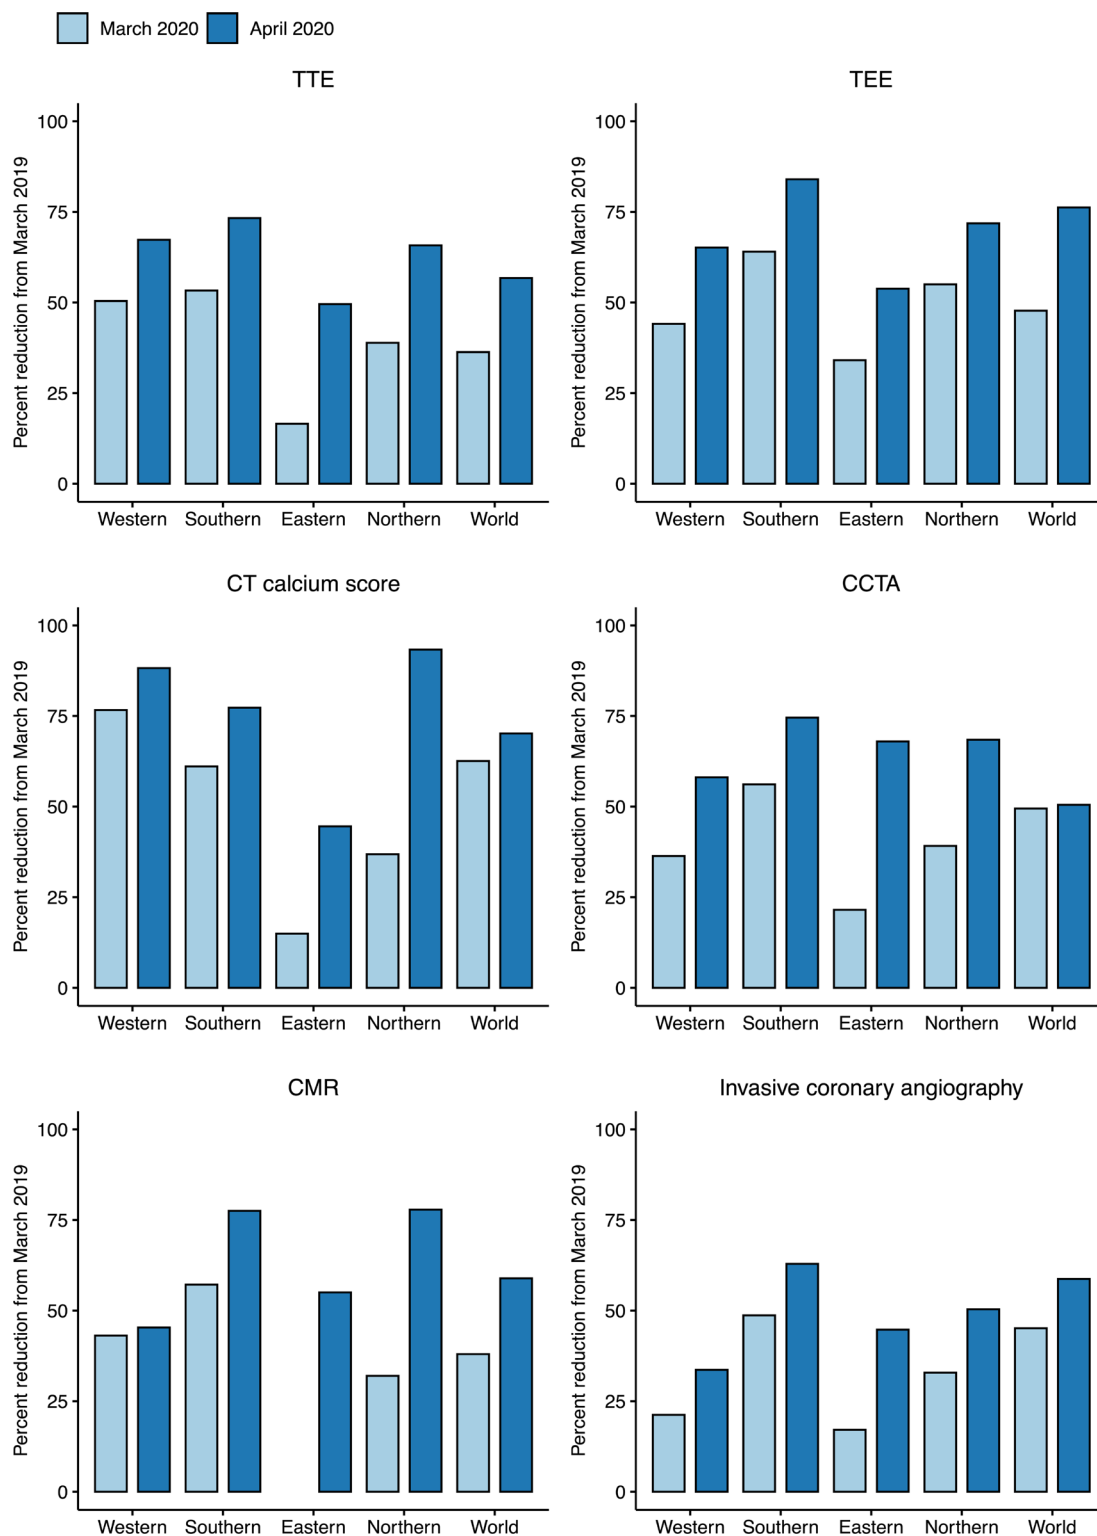 March 2020 April 2020
TTE
Percent reduction from March 2019
100
75
50
25
0
Western Southern Eastern Northern World
TEE
Percent reduction from March 2019
100
75
50
25
0
Western Southern Eastern Northern World
CT calcium score
Percent reduction from March 2019
100
75
50
25
0
Western Southern Eastern Northern World
CCTA
Percent reduction from March 2019
100
75
50
25
0
Western Southern Eastern Northern World
CMR
Percent reduction from March 2019
100
75
50
25
0
Western Southern Eastern Northern World
Invasive coronary angiography
Percent reduction from March 2019
100
75
50
25
0
Western Southern Eastern Northern World